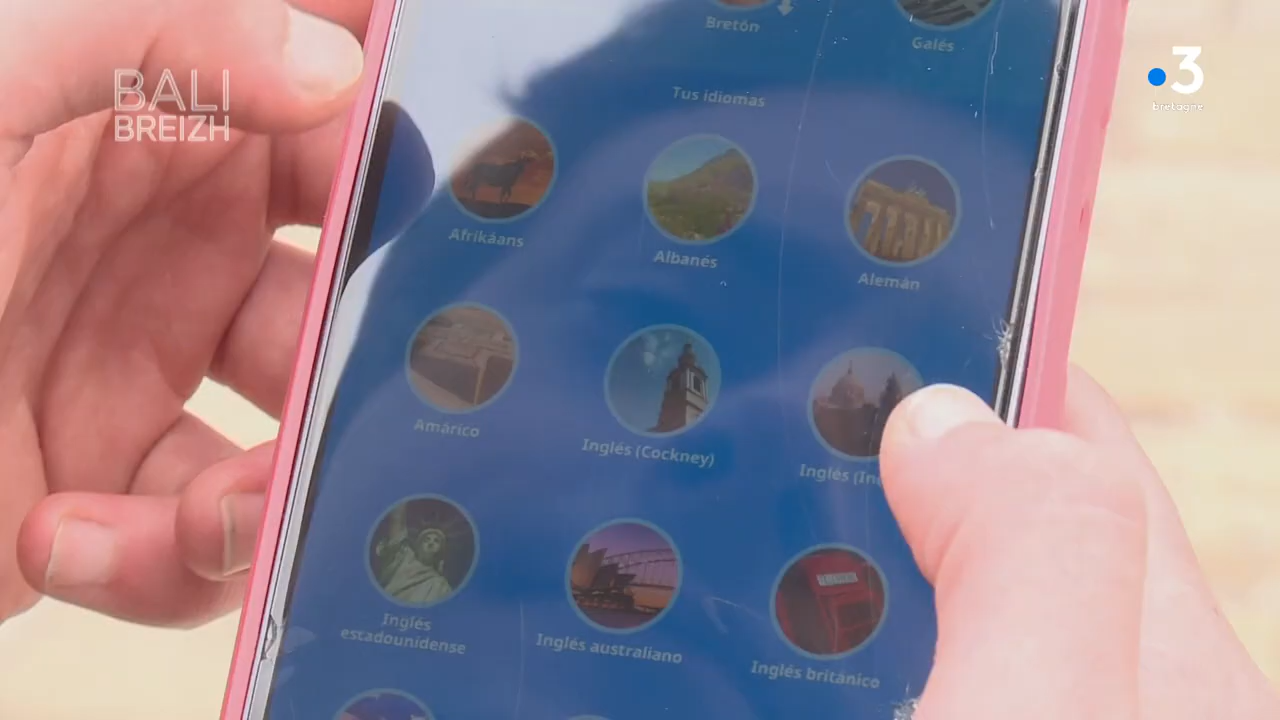 BALI
BREIZH
3
bretagne
Bretón
Galés
Tus idiomas
Afrikáans
Albanés
Alemán
Amárico
Inglés (Cockney)
Inglés
Inglés
estadounidense
Inglés australiano
Inglés británico